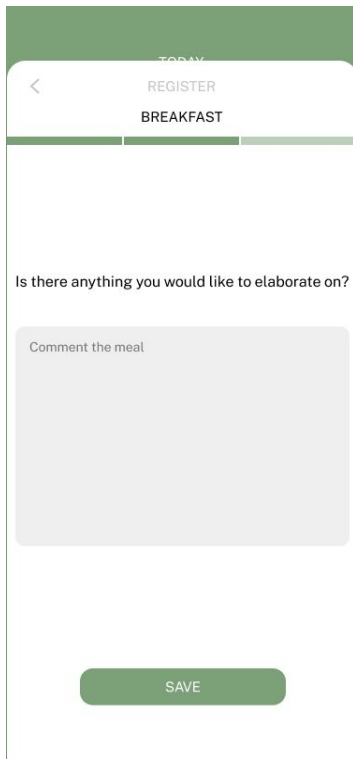 TODAY
REGISTER
BREAKFAST
Is there anything you would like to elaborate on?
Comment the meal
SAVE